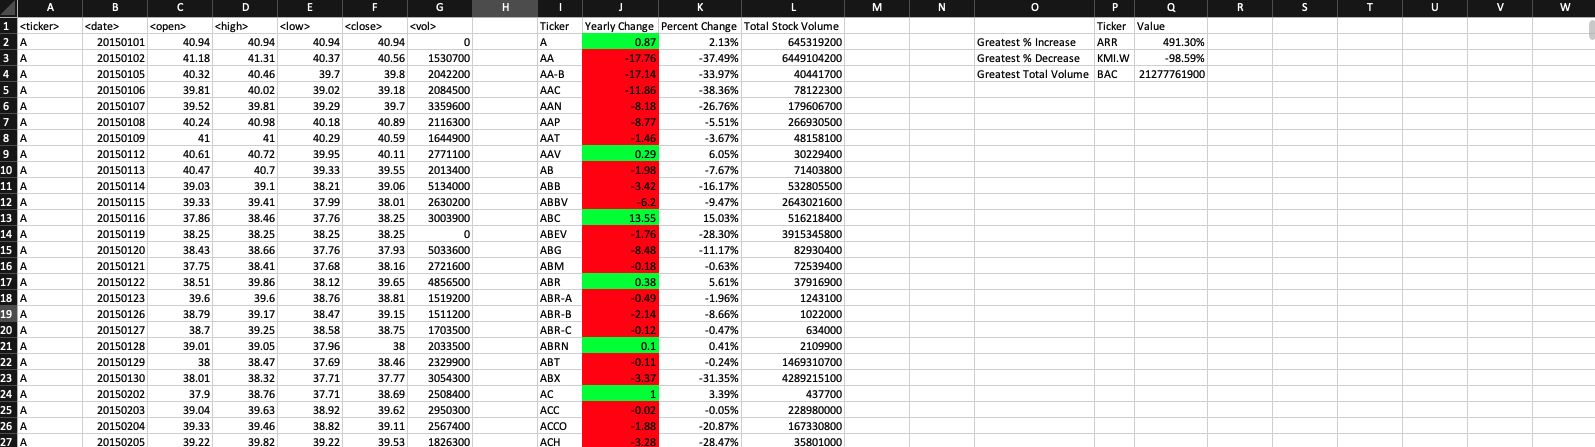 A B C D E F G H I J K L M N O P Q R S T U V W
1 <ticker> <date> <open> <high> <low> <close> <vol> Ticker Yearly Change Percent Change Total Stock Volume Ticker Value
2 A 20150101 40.94 40.94 40.94 40.94 0 A 0.87 2.13% 645319200 Greatest % Increase ARR 491.30%
3 A 20150102 41.18 41.31 40.37 40.56 1530700 AA -17.76 -37.49% 6449104200 Greatest % Decrease KMI.W -98.59%
4 A 20150105 40.32 40.46 39.7 39.8 2042200 AA-B -17.14 -33.97% 40441700 Greatest Total Volume BAC 21277761900
5 A 20150106 39.81 40.02 39.02 39.18 2084500 AAC -11.86 -38.36% 78122300
6 A 20150107 39.52 39.81 39.29 39.7 3359600 AAN -8.18 -26.76% 179606700
7 A 20150108 40.24 40.98 40.18 40.89 2116300 AAP -8.77 -5.51% 266930500
8 A 20150109 41 41 40.29 40.59 1644900 AAT -1.46 -3.67% 48158100
9 A 20150112 40.61 40.72 39.95 40.11 2771100 AAV 0.29 6.05% 30229400
10 A 20150113 40.47 40.7 39.33 39.55 2013400 AB -1.98 -7.67% 71403800
11 A 20150114 39.03 39.1 38.21 39.06 5134000 ABB -3.42 -16.17% 532805500
12 A 20150115 39.33 39.41 37.99 38.01 2630200 ABBV -6.2 -9.47% 2643021600
13 A 20150116 37.86 38.46 37.76 38.25 3003900 ABC 13.55 15.03% 516218400
14 A 20150119 38.25 38.25 38.25 38.25 0 ABEV -1.76 -28.30% 3915345800
15 A 20150120 38.43 38.66 37.76 37.93 5033600 ABG -8.48 -11.17% 82930400
16 A 20150121 37.75 38.41 37.68 38.16 2721600 ABM -0.18 -0.63% 72539400
17 A 20150122 38.51 39.86 38.12 39.65 4856500 ABR 0.38 5.61% 37916900
18 A 20150123 39.6 39.6 38.76 38.81 1519200 ABR-A -0.49 -1.96% 1243100
19 A 20150126 38.79 39.17 38.47 39.15 1511200 ABR-B -2.14 -8.66% 1022000
20 A 20150127 38.7 39.25 38.58 38.75 1703500 ABR-C -0.12 -0.47% 634000
21 A 20150128 39.01 39.05 37.96 38 2033500 ABRN 0.1 0.41% 2109900
22 A 20150129 38 38.47 37.69 38.46 2329900 ABT -0.11 -0.24% 1469310700
23 A 20150130 38.01 38.32 37.71 37.77 3054300 ABX -3.37 -31.35% 4289215100
24 A 20150202 37.9 38.76 37.71 38.69 2508400 AC 1 3.39% 437700
25 A 20150203 39.04 39.63 38.92 39.62 2950300 ACC -0.02 -0.05% 228980000
26 A 20150204 39.33 39.46 38.82 39.11 2567400 ACCO -1.88 -20.87% 167330800
27 A 20150205 39.22 39.82 39.22 39.53 1826300 ACH -3.28 -28.47% 35801000